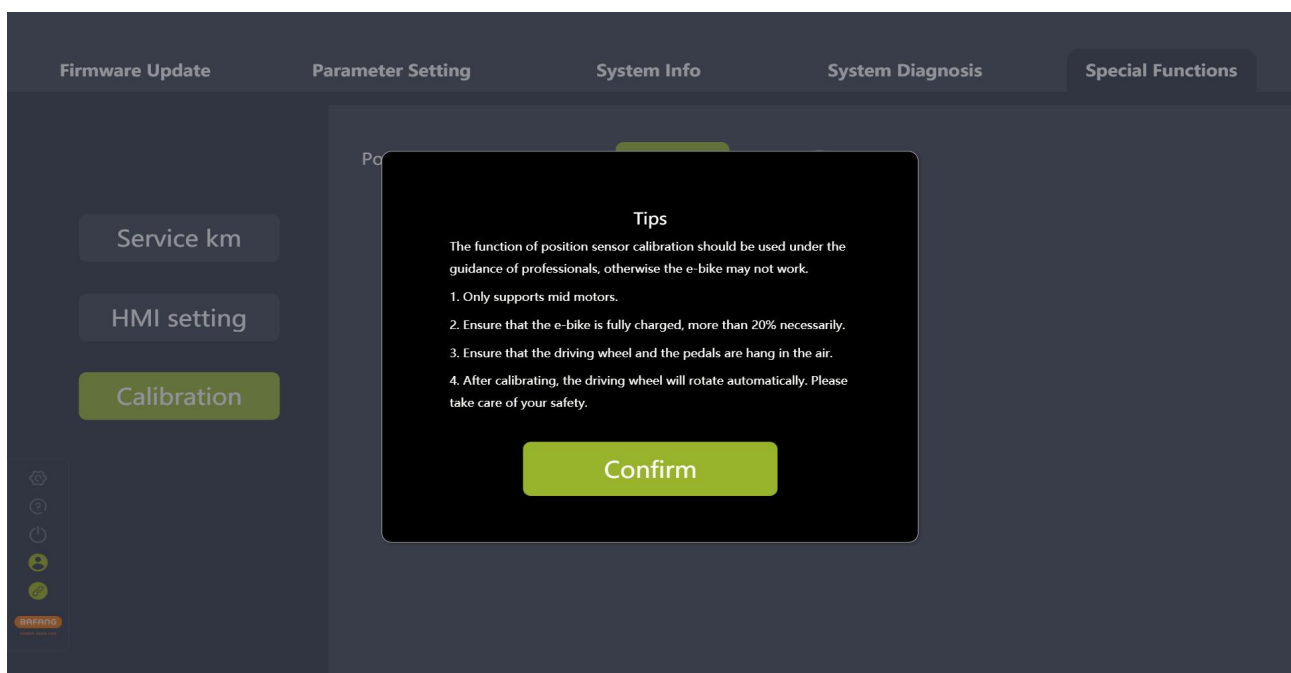 Firmware Update
Parameter Setting
System Info
System Diagnosis
Special Functions
Service km
HMI setting
Calibration
Tips
The function of position sensor calibration should be used under the
guidance of professionals, otherwise the e-bike may not work.
1. Only supports mid motors.
2. Ensure that the e-bike is fully charged, more than 20% necessarily.
3. Ensure that the driving wheel and the pedals are hang in the air.
4. After calibrating, the driving wheel will rotate automatically. Please
take care of your safety.
Confirm
BAFANG